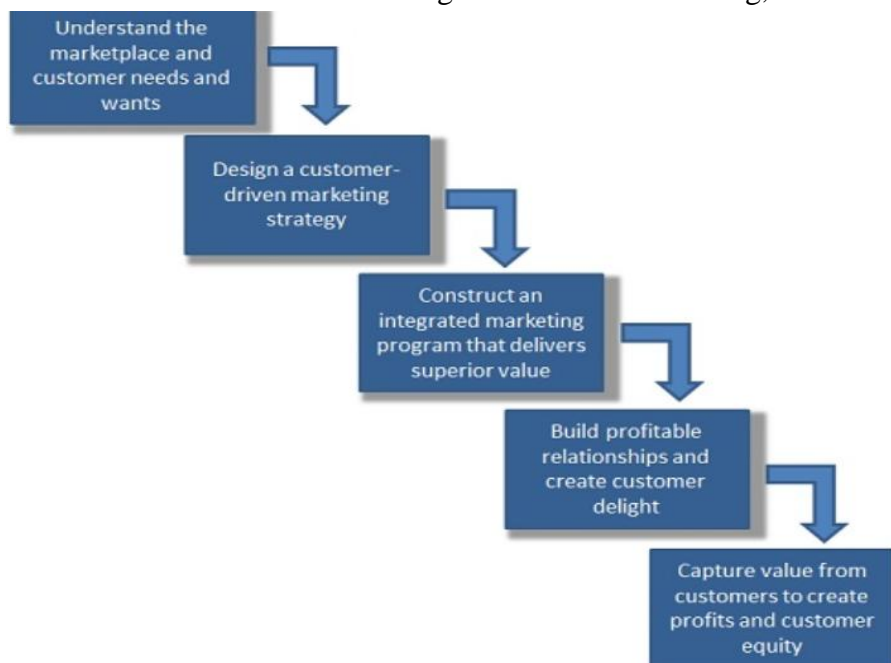 Understand the
marketplace and
customer needs and
wants
Design a customer-
driven marketing
strategy
Construct an
integrated marketing
program that delivers
superior value
Build profitable
relationships and
create customer
delight
Capture value from
customers to create
profits and customer
equity